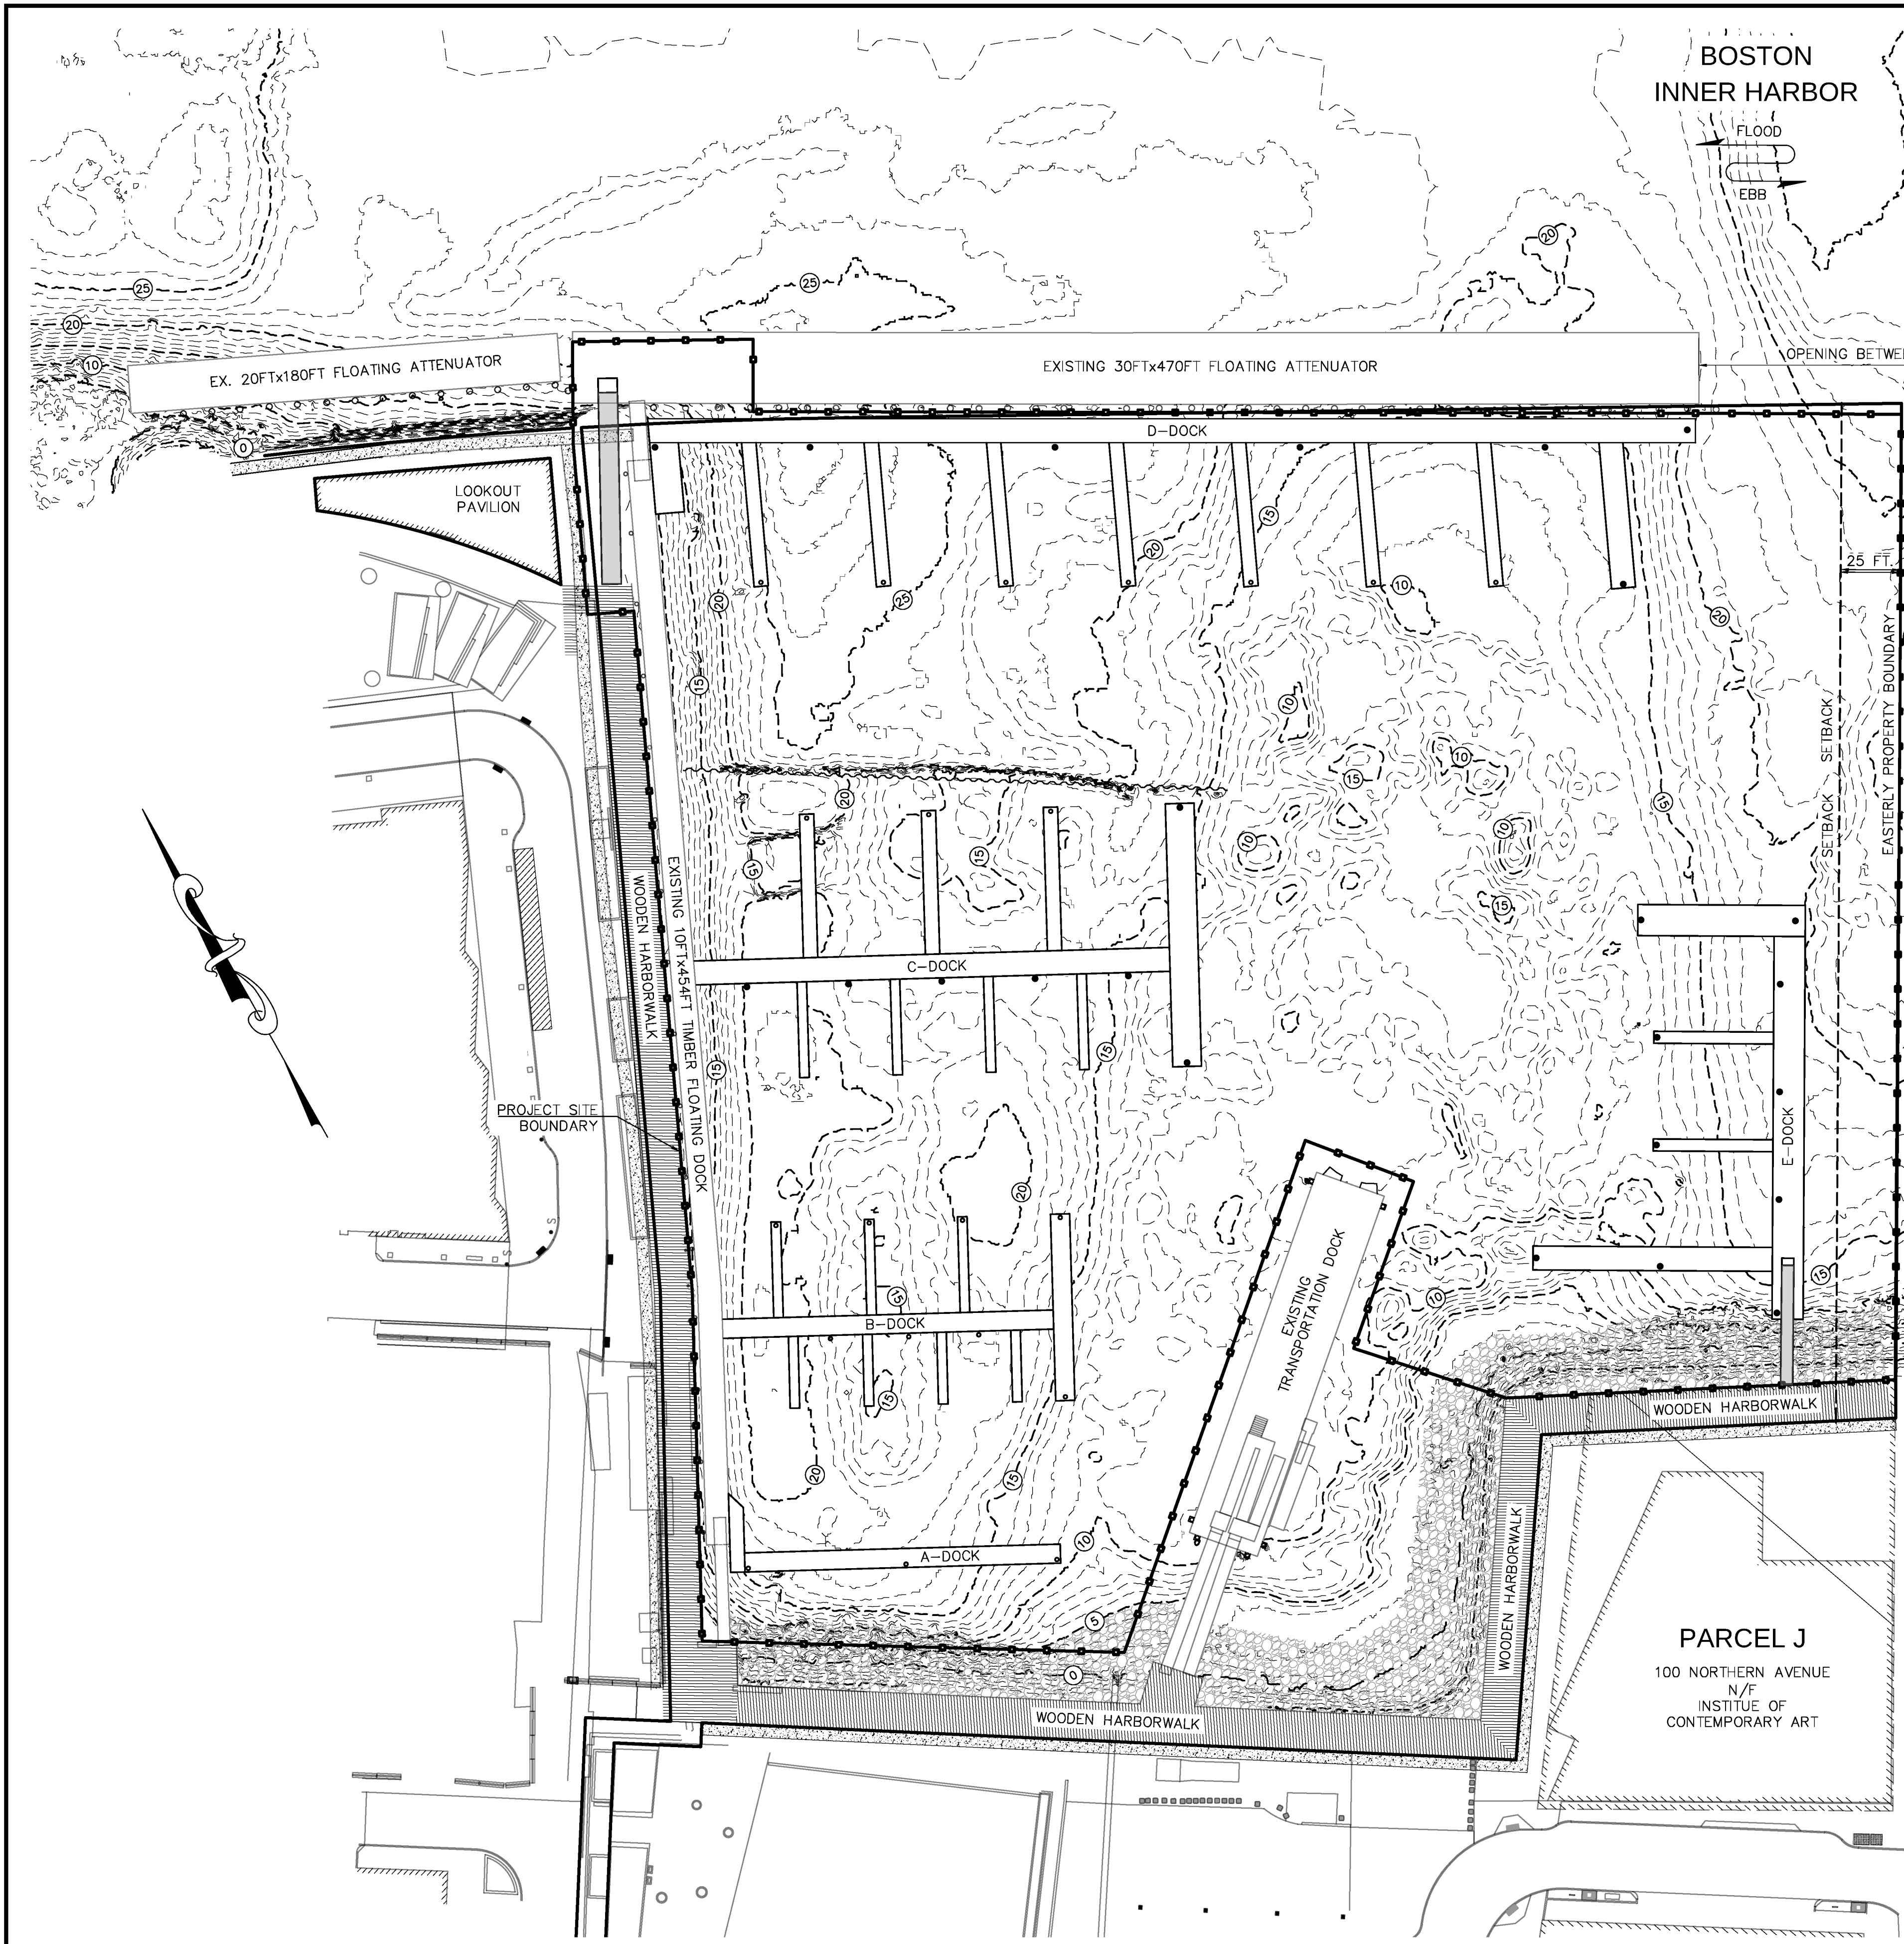 BOSTON
INNER HARBOR
FLOOD
EBB
20
25
25
20
10
EX. 20FTx180FT FLOATING ATTENUATOR
EXISTING 30FTx470FT FLOATING ATTENUATOR
OPENING BETWEE
0
D-DOCK
LOOKOUT
PAVILION
15
20
25 FT.
10
20
25
20
15
10
SETBACK
SETBACK
EASTERLY PROPERTY BOUNDARY
10
15
20
15
10
10
15
15
15
WOODEN HARBORWALK
EXISTING 10FTx454FT TIMBER FLOATING DOCK
C-DOCK
15
15
PROJECT SITE
BOUNDARY
E-DOCK
20
S
S
EXISTING
TRANSPORTATION DOCK
15
10
15
B-DOCK
15
WOODEN HARBORWALK
20
15
10
A-DOCK
WOODEN HARBORWALK
5
0
WOODEN HARBORWALK
PARCEL J
100 NORTHERN AVENUE
N/F
INSTITUE OF
CONTEMPORARY ART